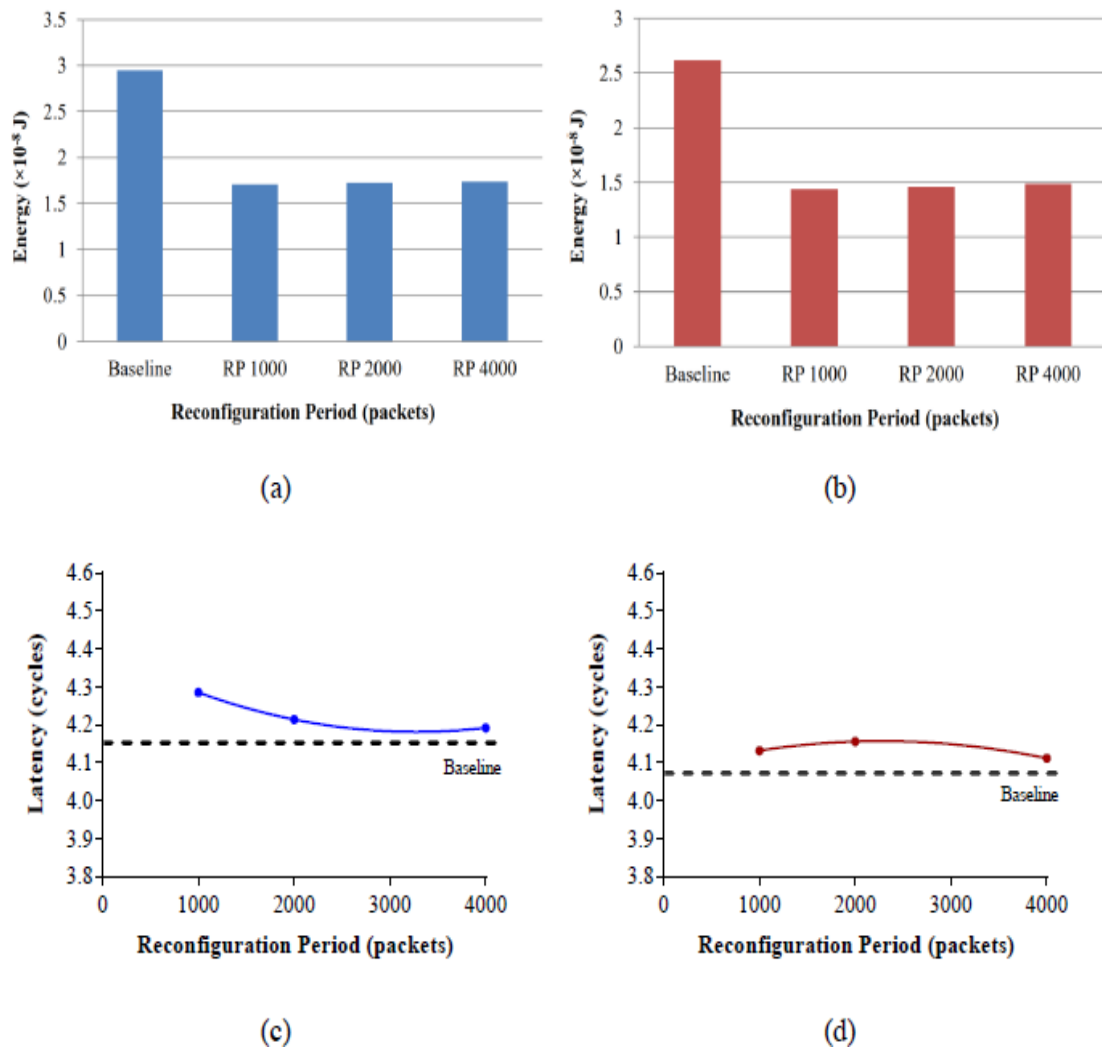 3.5
3
2.5
2
1.5
1
0.5
0
Energy (×10⁻⁸ J)
Baseline RP 1000 RP 2000 RP 4000
Reconfiguration Period (packets)
(a)
3
2.5
2
1.5
1
0.5
0
Energy (×10⁻⁸ J)
Baseline RP 1000 RP 2000 RP 4000
Reconfiguration Period (packets)
(b)
4.6
4.5
4.4
4.3
4.2
4.1
4.0
3.9
3.8
Latency (cycles)
Baseline
0 1000 2000 3000 4000
Reconfiguration Period (packets)
(c)
4.6
4.5
4.4
4.3
4.2
4.1
4.0
3.9
3.8
Latency (cycles)
Baseline
0 1000 2000 3000 4000
Reconfiguration Period (packets)
(d)